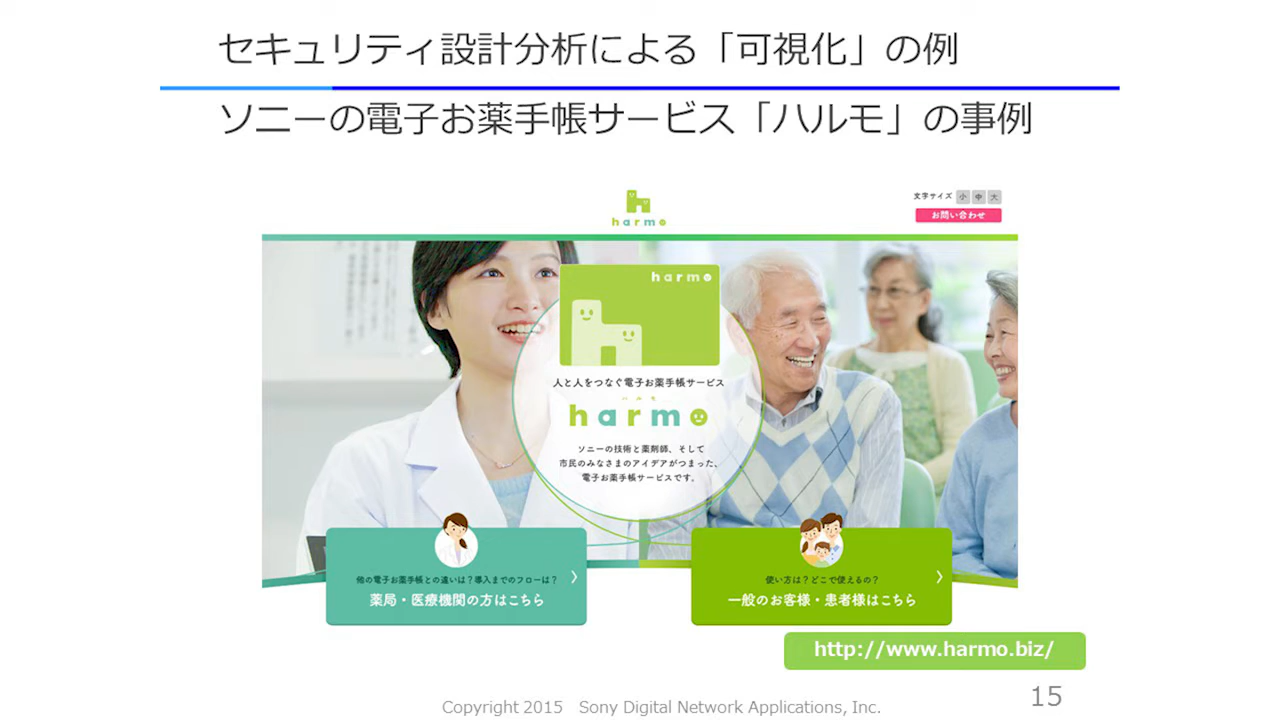 セキュリティ設計分析による「可視化」の例
ソニーの電子お薬手帳サービス「ハルモ」の事例
harmo
文字サイズ 小 中 大
お問い合わせ
harmo
人と人をつなぐ電子お薬手帳サービス
ハルモ
harmo
ソニーの技術と薬剤師、そして
市民のみなさまのアイデアがつまった、
電子お薬手帳サービスです。
他の電子お薬手帳との違いは？導入までのフローは？
薬局・医療機関の方はこちら
使い方は？どこで使えるの？
一般のお客様・患者様はこちら
http://www.harmo.biz/
Copyright 2015 Sony Digital Network Applications, Inc.
15